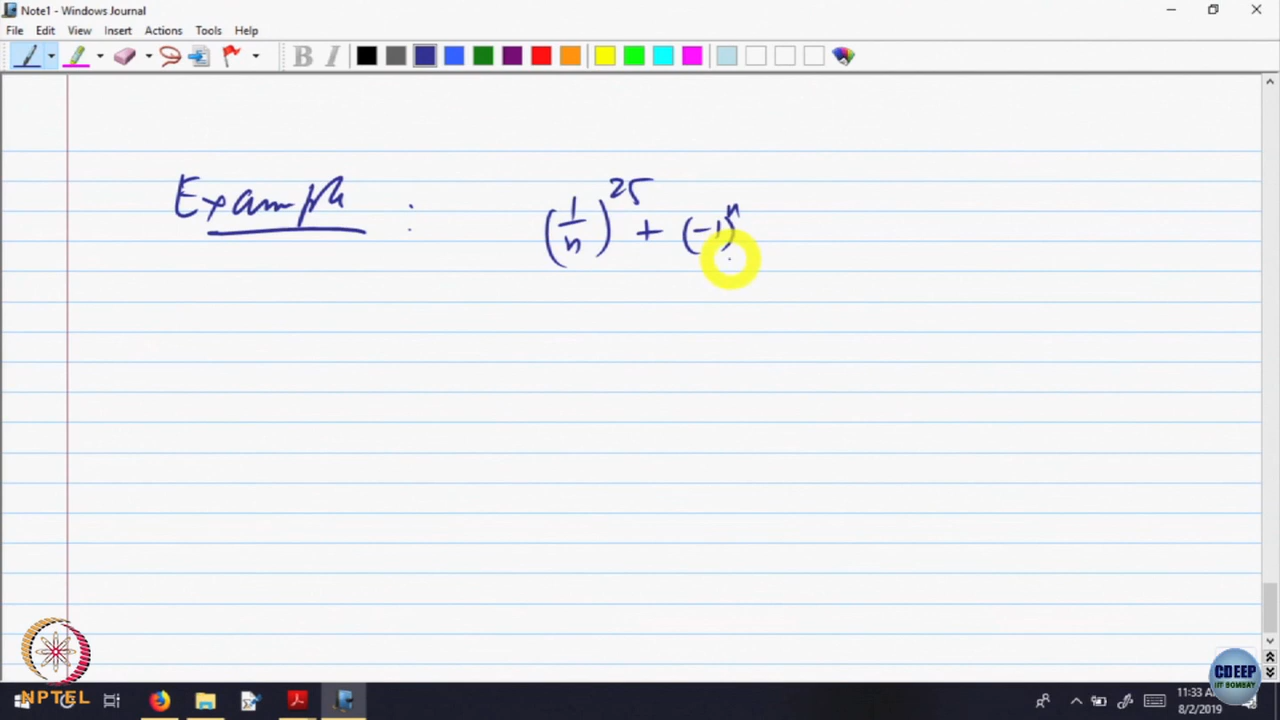 Note1 - Windows Journal
File Edit View Insert Actions Tools Help
B I
Example : (1/n)^25 + (-1)^n
NPTEL
CDEEP
IIT BOMBAY
11:33 A
8/2/2019